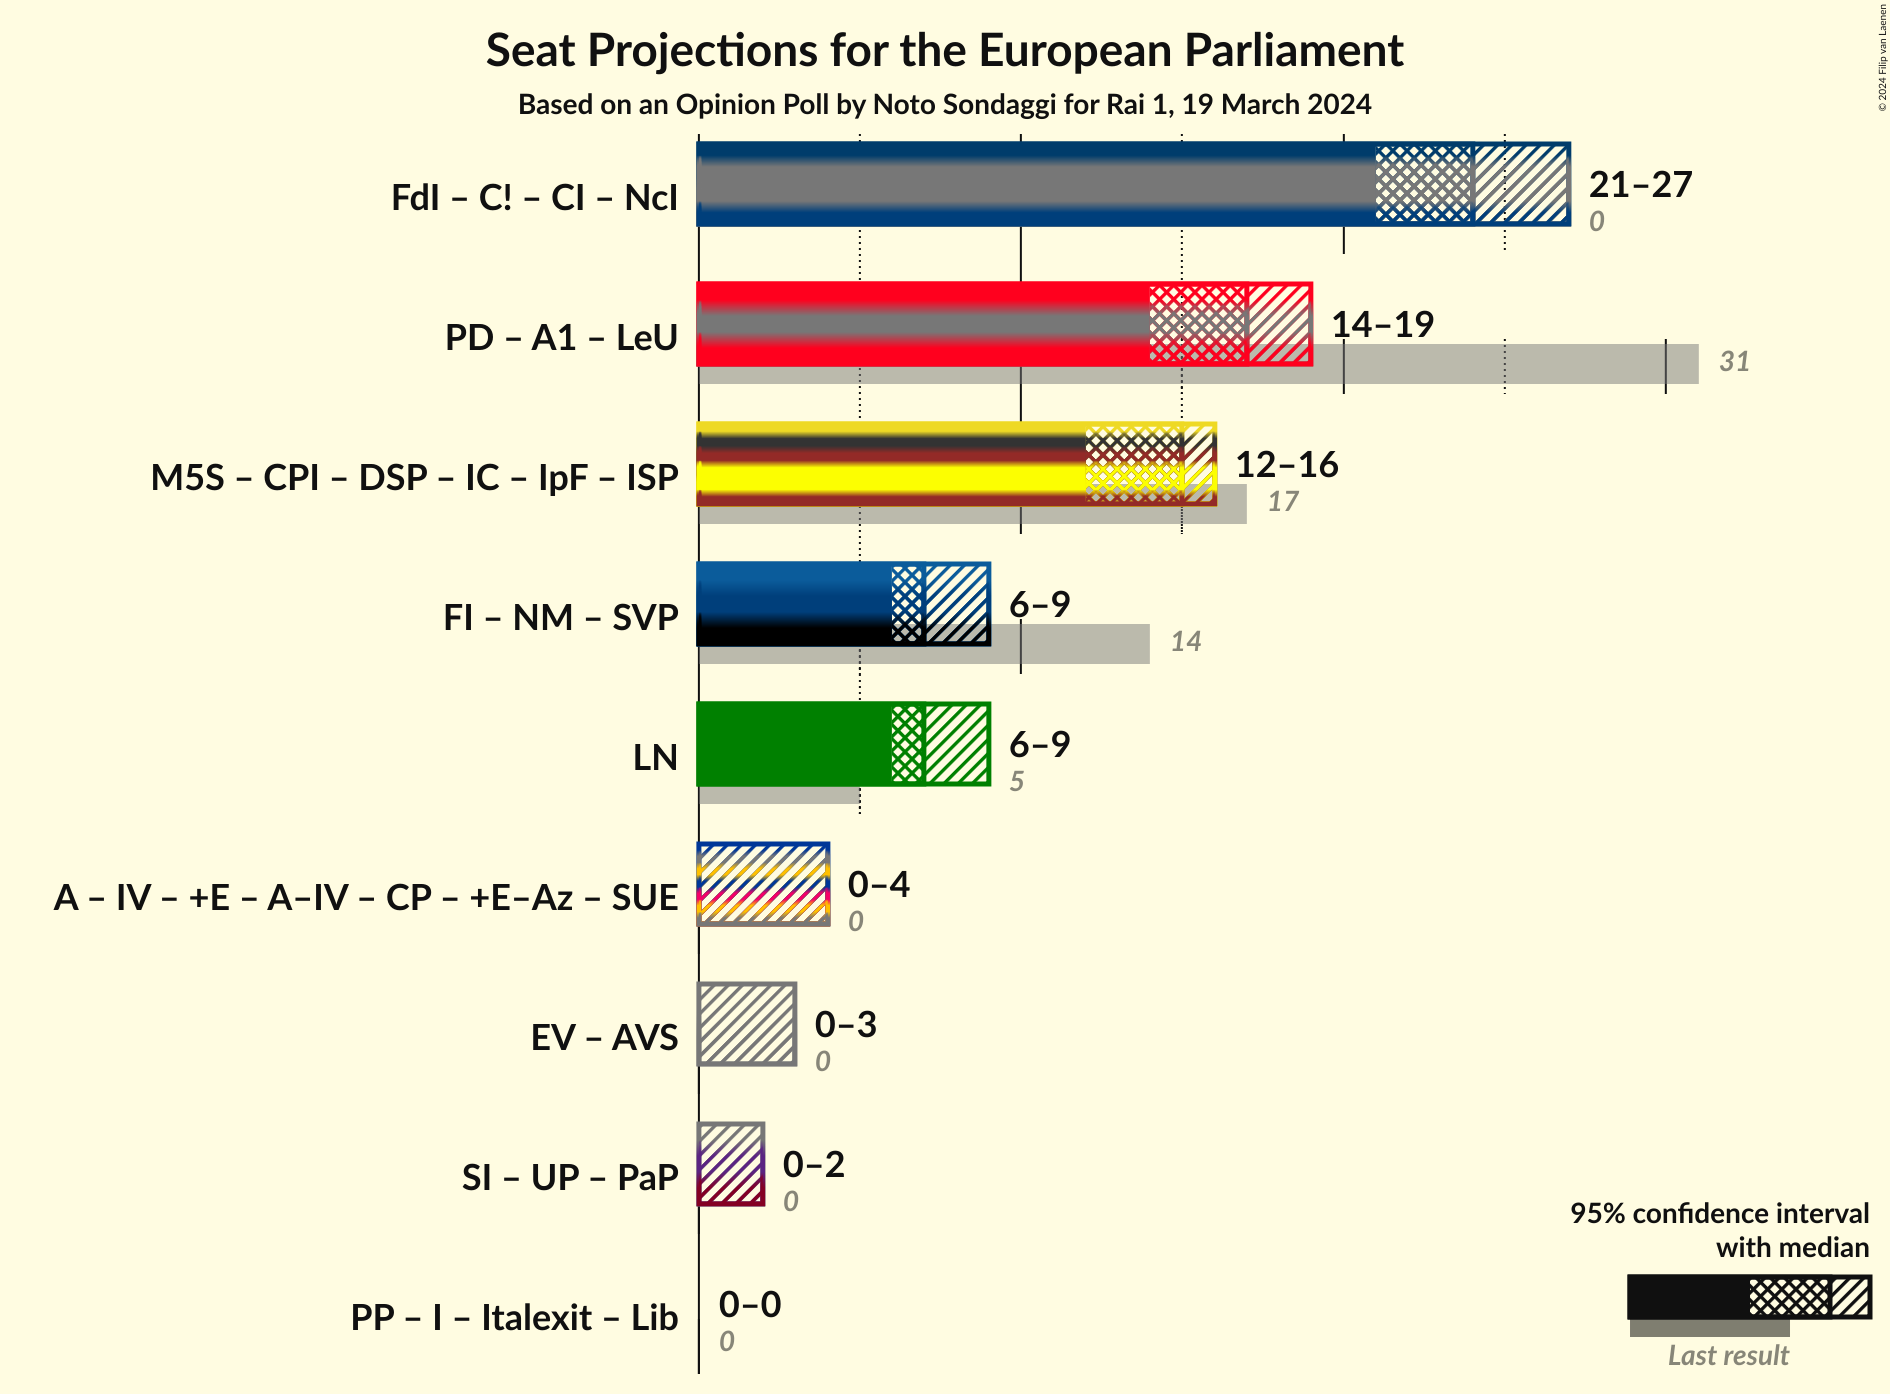 Seat Projections for the European Parliament
Based on an Opinion Poll by Noto Sondaggi for Rai 1, 19 March 2024
© 2024 Filip van Laenen
FdI – C! – CI – NcI
21–27
0
PD – A1 – LeU
14–19
31
M5S – CPI – DSP – IC – IpF – ISP
12–16
17
FI – NM – SVP
6–9
14
LN
6–9
5
A – IV – +E – A–IV – CP – +E–Az – SUE
0–4
0
EV – AVS
0–3
0
SI – UP – PaP
0–2
0
PP – I – Italexit – Lib
0–0
0
95% confidence interval
with median
Last result